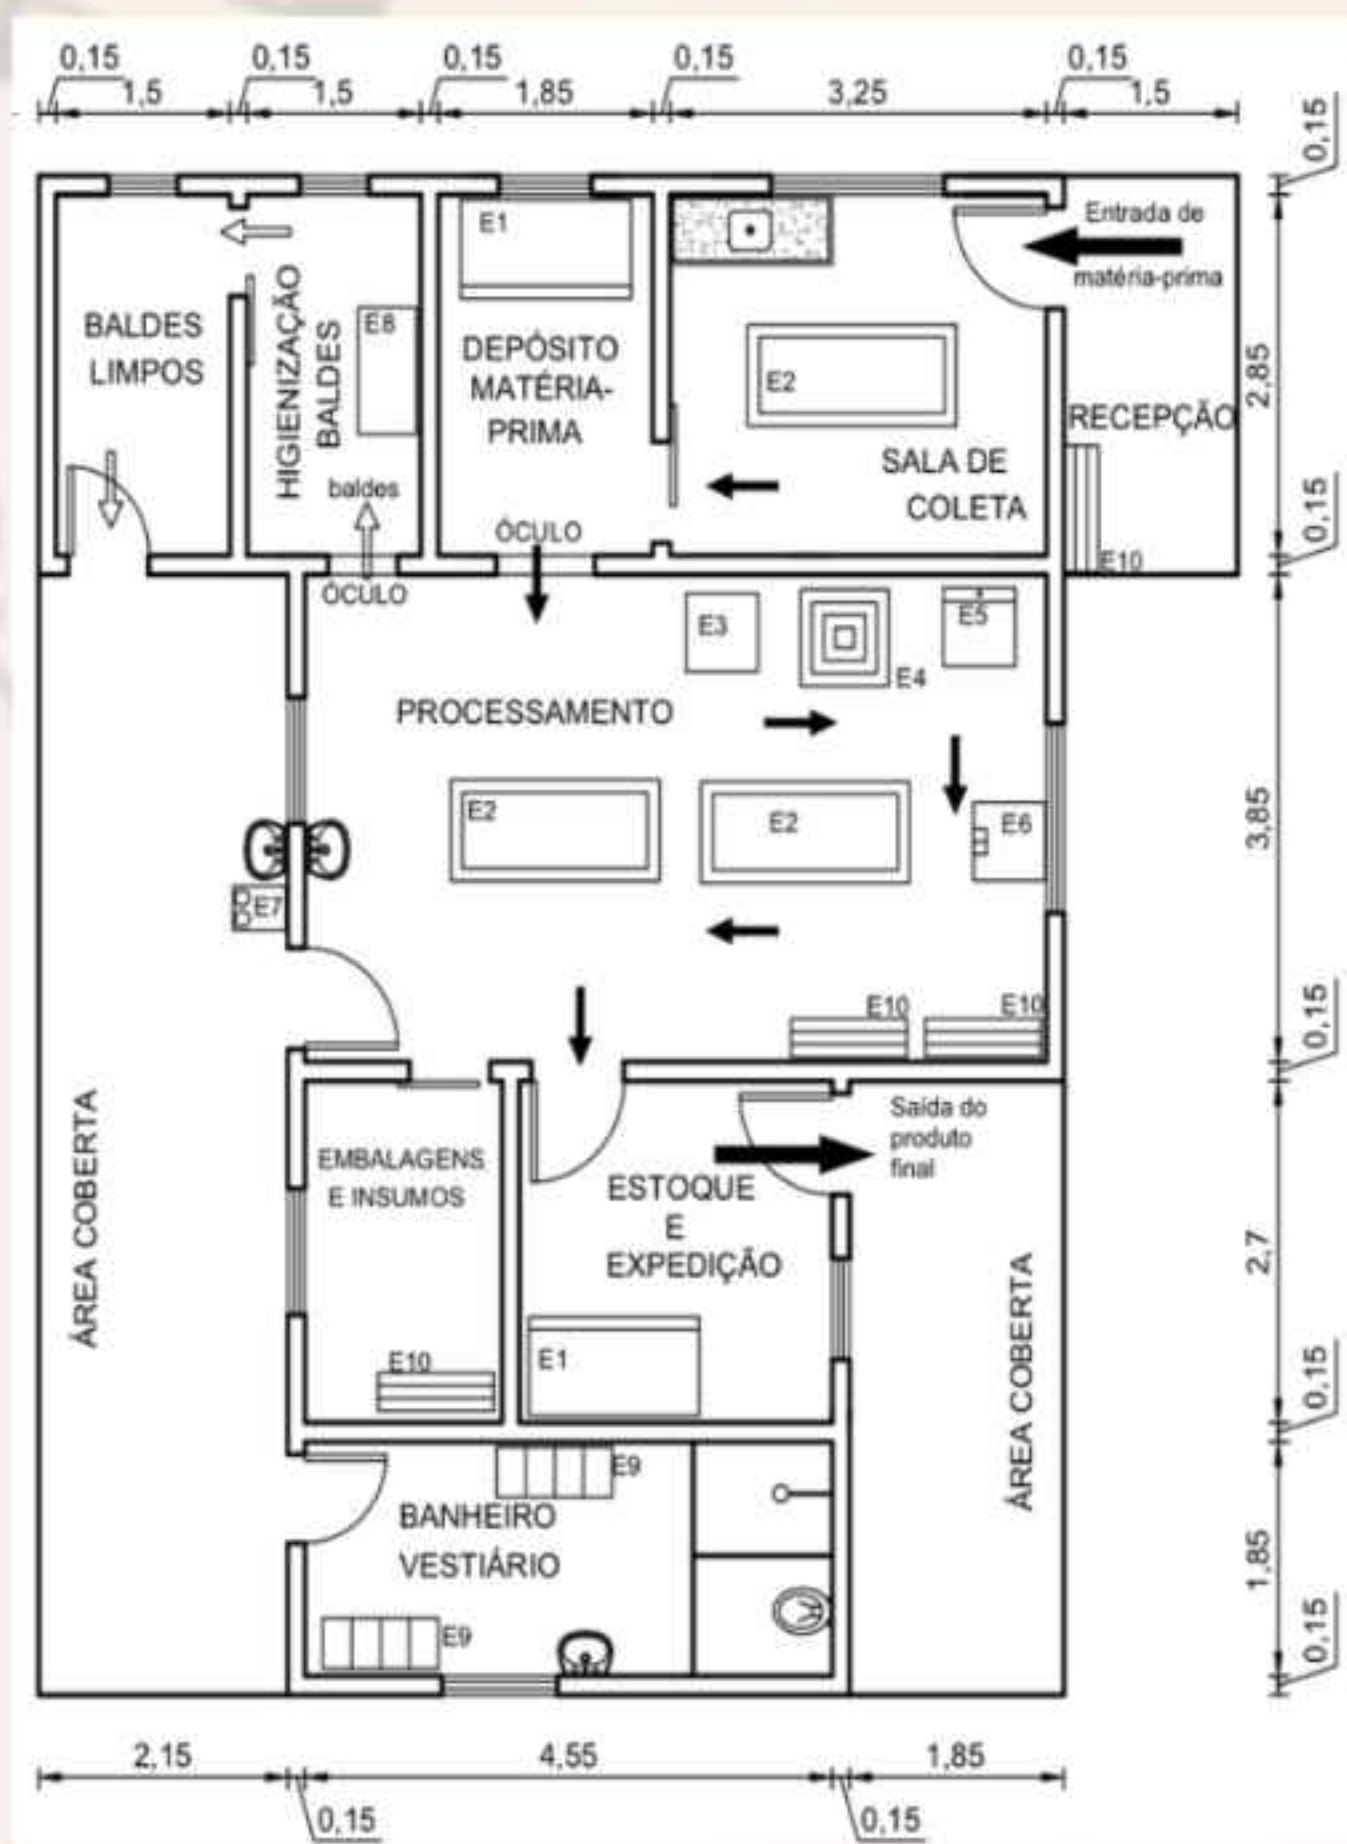 0,15
0,15
0,15
0,15
0,15
1,5
1,5
1,85
3,25
1,5
0,15
E1
Entrada de
matéria-prima
BALDES
LIMPOS
HIGIENIZAÇÃO
BALDES
E8
DEPÓSITO
MATÉRIA-
PRIMA
E2
RECEPÇÃO
2,85
SALA DE
COLETA
baldes
ÓCULO
E10
0,15
ÓCULO
E3
E4
E5
PROCESSAMENTO
E2
E2
E6
3,85
E7
E10
E10
0,15
Saída do
produto
final
EMBALAGENS
E INSUMOS
ESTOQUE
E
EXPEDIÇÃO
2,7
ÁREA COBERTA
E10
E1
ÁREA COBERTA
0,15
E9
BANHEIRO
VESTIÁRIO
1,85
E9
0,15
2,15
4,55
1,85
0,15
0,15